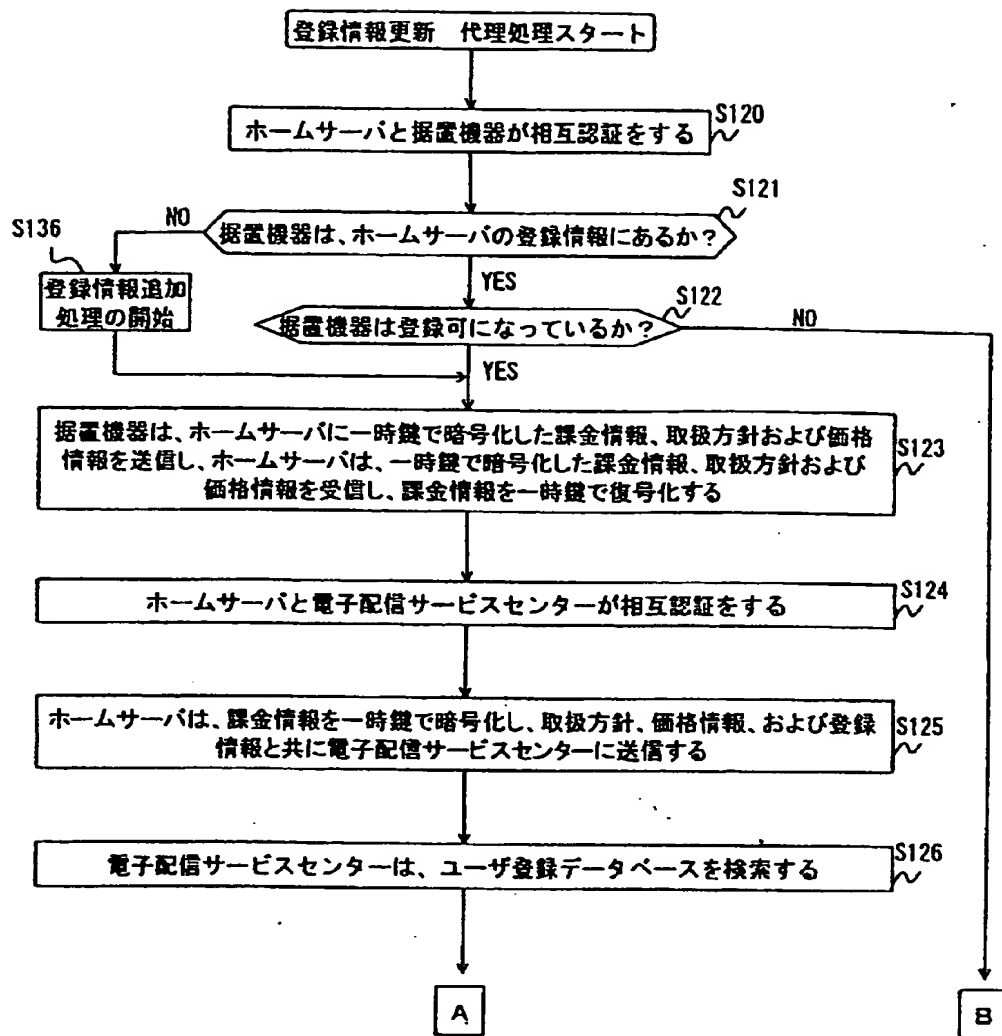 登録情報更新 代理処理スタート
S120
ホームサーバと据置機器が相互認証をする
S121
据置機器は、ホームサーバの登録情報にあるか?
NO
S136
登録情報追加
処理の開始
YES
S122
据置機器は登録可になっているか?
NO
YES
据置機器は、ホームサーバに一時鍵で暗号化した課金情報、取扱方針および価格
情報を送信し、ホームサーバは、一時鍵で暗号化した課金情報、取扱方針および
価格情報を受信し、課金情報を一時鍵で復号化する
S123
ホームサーバと電子配信サービスセンターが相互認証をする
S124
ホームサーバは、課金情報を一時鍵で暗号化し、取扱方針、価格情報、および登録
情報と共に電子配信サービスセンターに送信する
S125
電子配信サービスセンターは、ユーザ登録データベースを検索する
S126
A
B